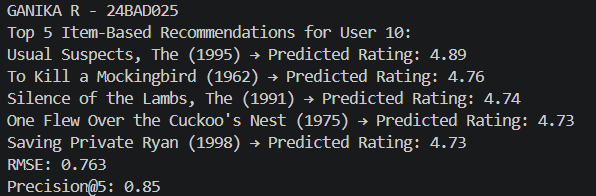 GANIKA R - 24BAD025
Top 5 Item-Based Recommendations for User 10:
Usual Suspects, The (1995) → Predicted Rating: 4.89
To Kill a Mockingbird (1962) → Predicted Rating: 4.76
Silence of the Lambs, The (1991) → Predicted Rating: 4.74
One Flew Over the Cuckoo's Nest (1975) → Predicted Rating: 4.73
Saving Private Ryan (1998) → Predicted Rating: 4.73
RMSE: 0.763
Precision@5: 0.85